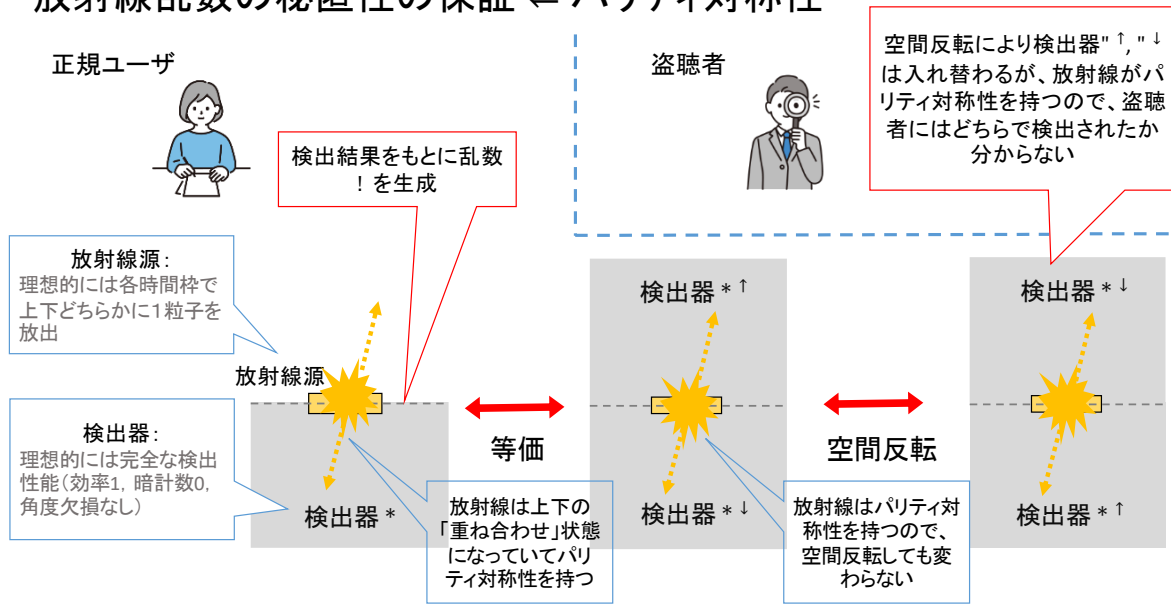 放射線乱数の秘匿性の保証 ⇐ パリティ対称性
正規ユーザ
盗聴者
空間反転により検出器" ↑, " ↓
は入れ替わるが、放射線がパ
リティ対称性を持つので、盗聴
者にはどちらで検出されたか
分からない
検出結果をもとに乱数
! を生成
放射線源：
理想的には各時間枠で
上下どちらかに１粒子を
放出
放射線源
検出器：
理想的には完全な検出
性能（効率1, 暗計数0,
角度欠損なし）
検出器 *
等価
放射線は上下の
「重ね合わせ」状態
になっていてパリ
ティ対称性を持つ
検出器 * ↑
検出器 * ↓
空間反転
放射線はパリティ対
称性を持つので、
空間反転しても変
わらない
検出器 * ↓
検出器 * ↑